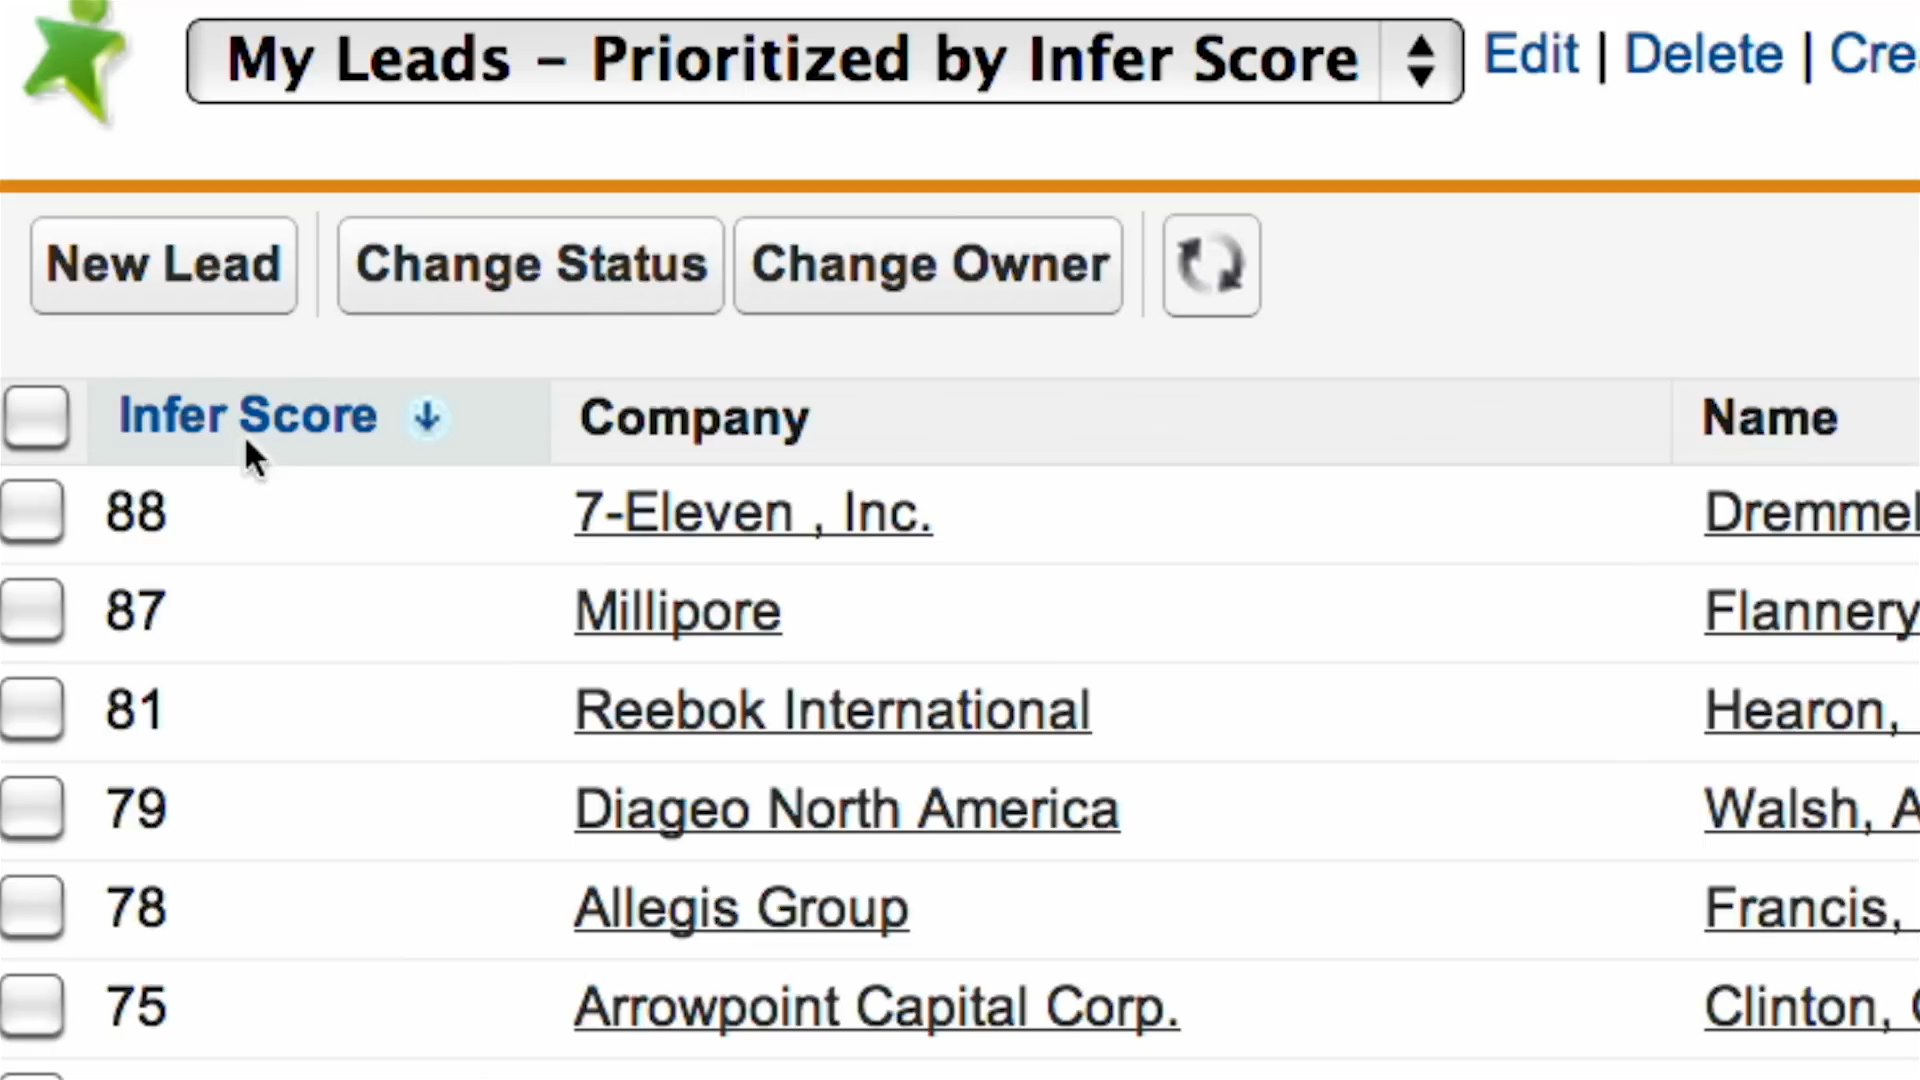 My Leads – Prioritized by Infer Score Edit | Delete |
New Lead Change Status Change Owner
Infer Score Company Name
88 7-Eleven , Inc. Dremmel
87 Millipore Flannery
81 Reebok International Hearon,
79 Diageo North America Walsh, A
78 Allegis Group Francis,
75 Arrowpoint Capital Corp. Clinton,